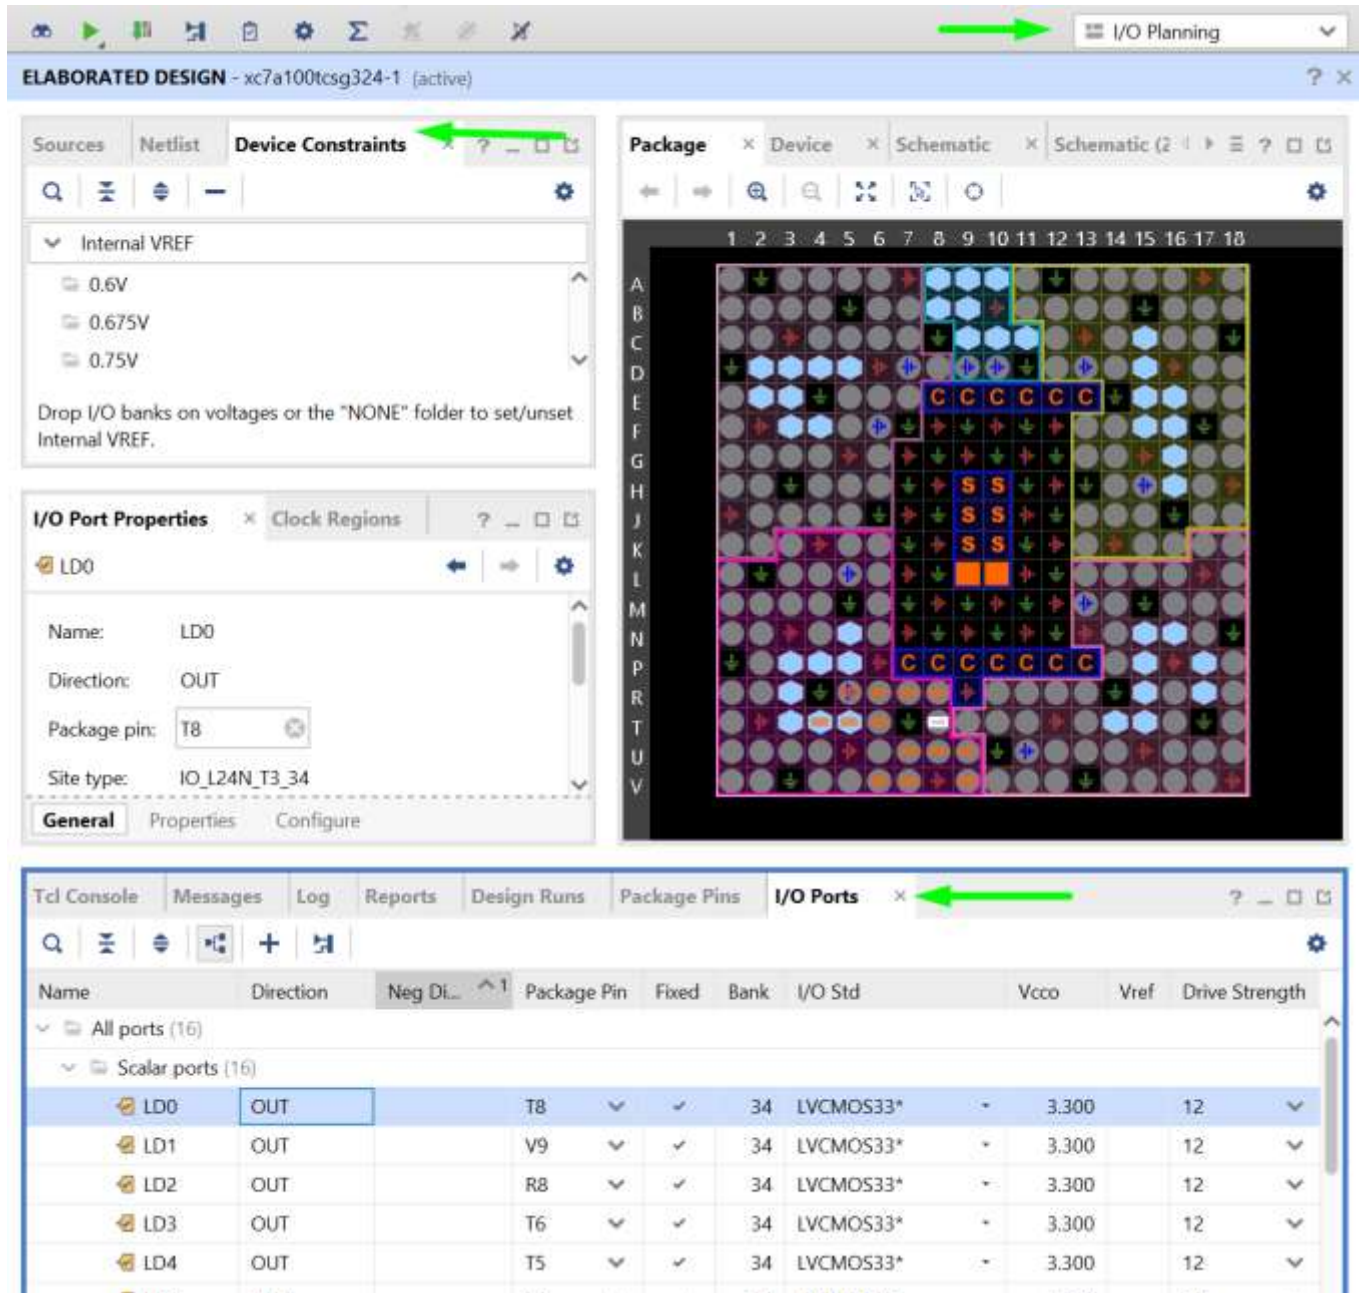 I/O Planning
ELABORATED DESIGN - xc7a100tcsg324-1 (active)
Sources Netlist Device Constraints
Internal VREF
0.6V
0.675V
0.75V
Drop I/O banks on voltages or the "NONE" folder to set/unset
Internal VREF.
I/O Port Properties Clock Regions
LD0
Name: LD0
Direction: OUT
Package pin: T8
Site type: IO_L24N_T3_34
General Properties Configure
Package Device Schematic Schematic (2
1 2 3 4 5 6 7 8 9 10 11 12 13 14 15 16 17 18
A
B
C
D
E C C C C C C
F
G
H S S
J S S
K S S
L
M
N
P C C C C C C C
R
T
U
V
Tcl Console Messages Log Reports Design Runs Package Pins I/O Ports
Name Direction Neg Di... 1 Package Pin Fixed Bank I/O Std Vcco Vref Drive Strength
All ports (16)
Scalar ports (16)
LD0 OUT T8 34 LVCMOS33* 3.300 12
LD1 OUT V9 34 LVCMOS33* 3.300 12
LD2 OUT R8 34 LVCMOS33* 3.300 12
LD3 OUT T6 34 LVCMOS33* 3.300 12
LD4 OUT T5 34 LVCMOS33* 3.300 12